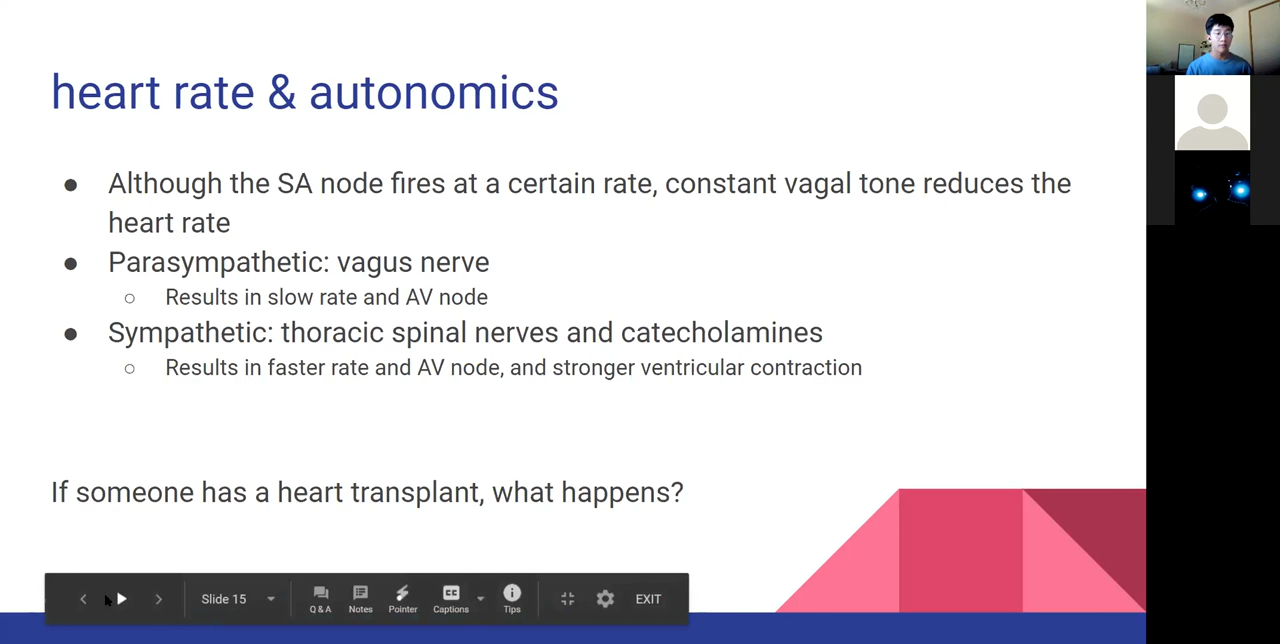 heart rate & autonomics
● Although the SA node fires at a certain rate, constant vagal tone reduces the
heart rate
● Parasympathetic: vagus nerve
○ Results in slow rate and AV node
● Sympathetic: thoracic spinal nerves and catecholamines
○ Results in faster rate and AV node, and stronger ventricular contraction
If someone has a heart transplant, what happens?
Slide 15
Q & A
Notes
Pointer
CC
Captions
Tips
EXIT